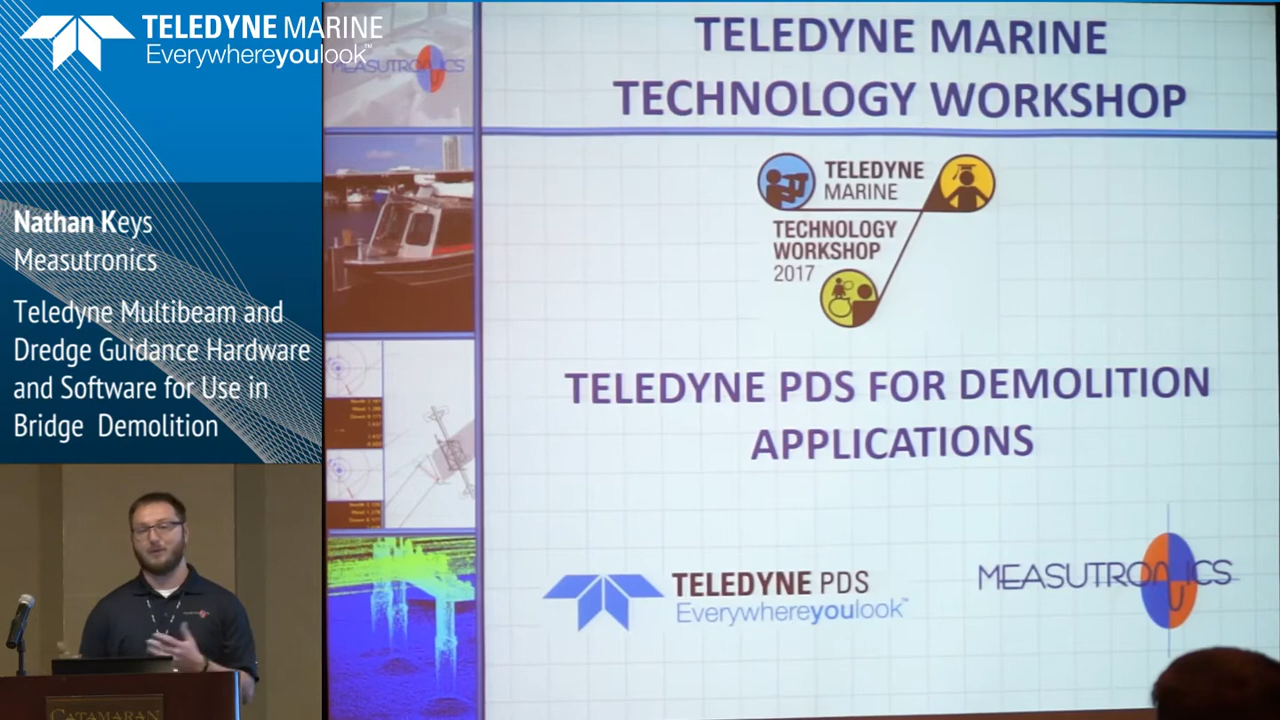 TELEDYNE MARINE
Everywhereyoulook™
Nathan Keys
Measutronics
Teledyne Multibeam and
Dredge Guidance Hardware
and Software for Use in
Bridge Demolition
CATAMARAN
MEASUTRONICS
TELEDYNE MARINE
TECHNOLOGY WORKSHOP
TELEDYNE
MARINE
TECHNOLOGY
WORKSHOP
2017
TELEDYNE PDS FOR DEMOLITION
APPLICATIONS
TELEDYNE PDS
Everywhereyoulook™
MEASUTRONICS